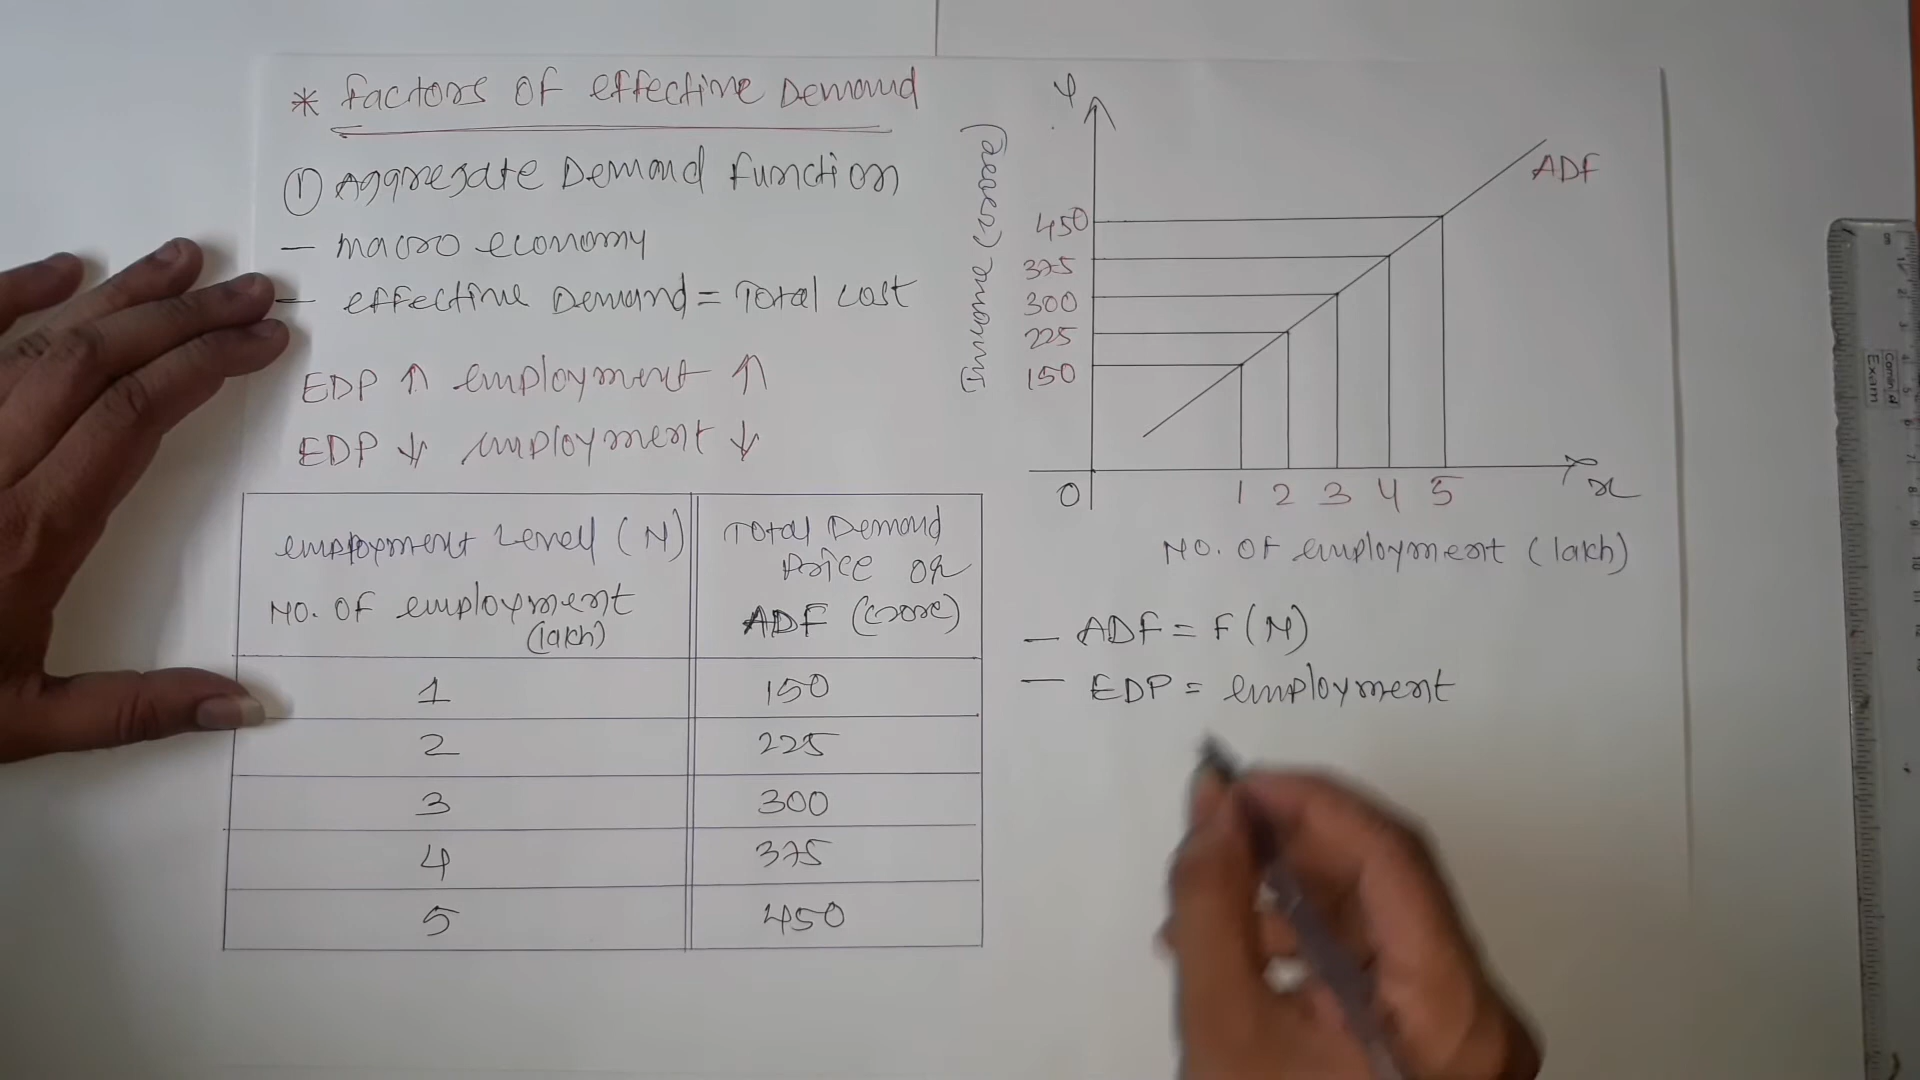 * Factors of effective Demand
① Aggregate Demand function
— macro economy
— effective Demand = Total cost
EDP ↑ employment ↑
EDP ↓ employment ↓
employment Level (N)
No. of employment
(lakh)
Total Demand
Price or
ADF (crore)
1 150
2 225
3 300
4 375
5 450
y
ADF
450
375
300
225
150
0 1 2 3 4 5 x
No. of employment (lakh)
— ADF = F(N)
— EDP = employment
Exam